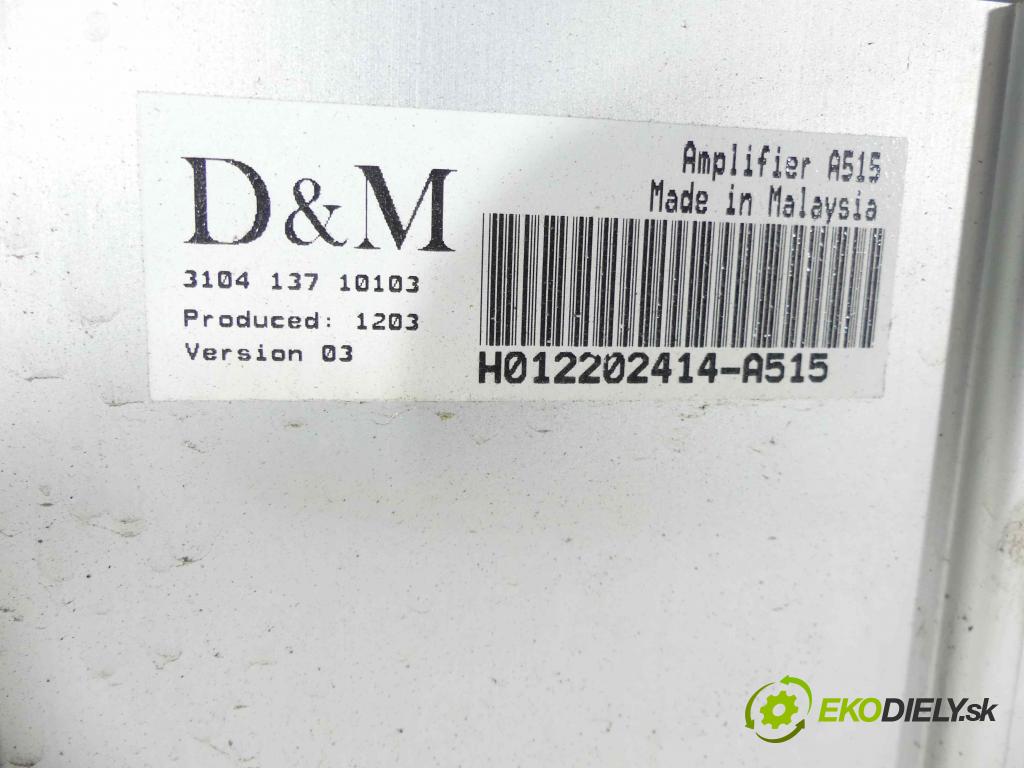 D&M
3104 137 10103
Produced: 1203
Version 03
Amplifier A515
Made in Malaysia
H012202414-A515
EKODIELY.sk